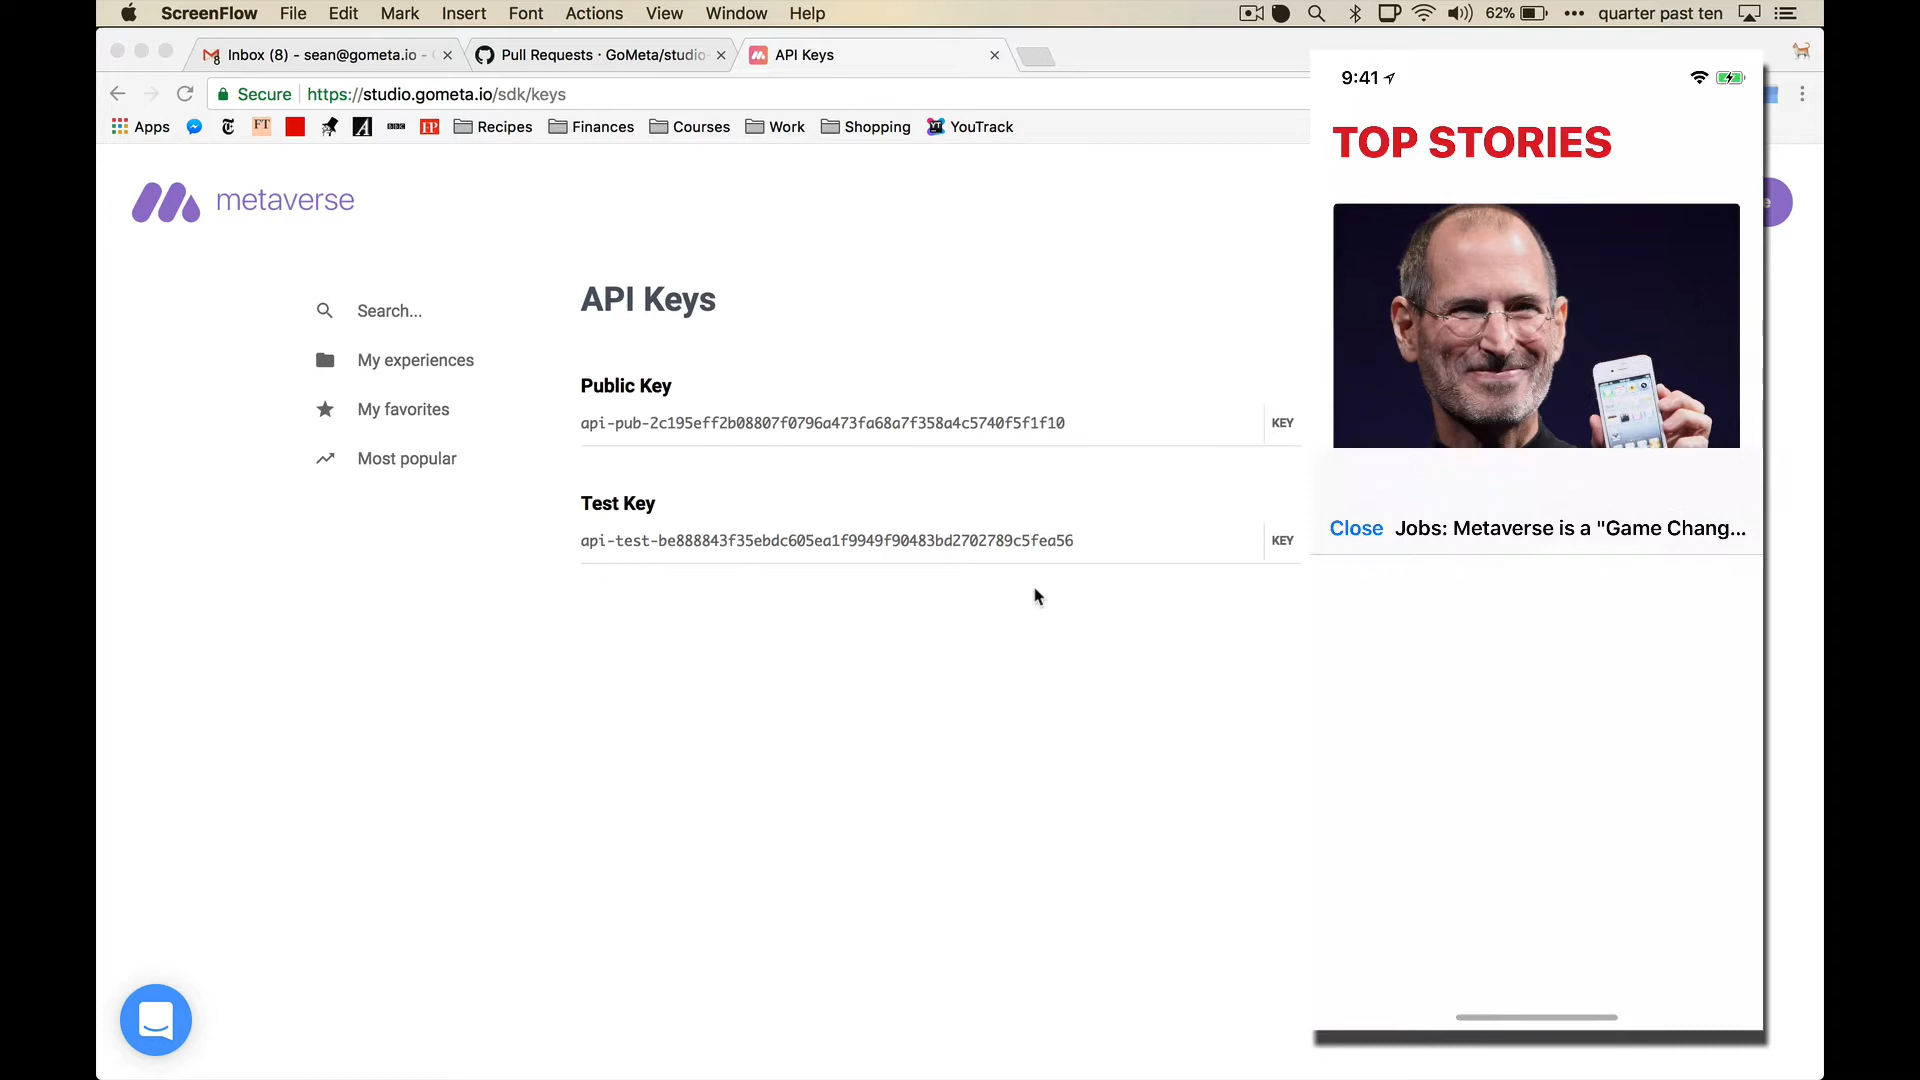 ScreenFlow File Edit Mark Insert Font Actions View Window Help 62% quarter past ten
Inbox (8) - sean@gometa.io - Pull Requests · GoMeta/studio- API Keys
Secure https://studio.gometa.io/sdk/keys
Apps FT BBC Recipes Finances Courses Work Shopping YouTrack
metaverse
Search...
My experiences
My favorites
Most popular
API Keys
Public Key
api-pub-2c195eff2b08807f0796a473fa68a7f358a4c5740f5f1f10 KEY
Test Key
api-test-be888843f35ebdc605ea1f9949f90483bd2702789c5fea56 KEY
9:41
TOP STORIES
Close Jobs: Metaverse is a "Game Chang...